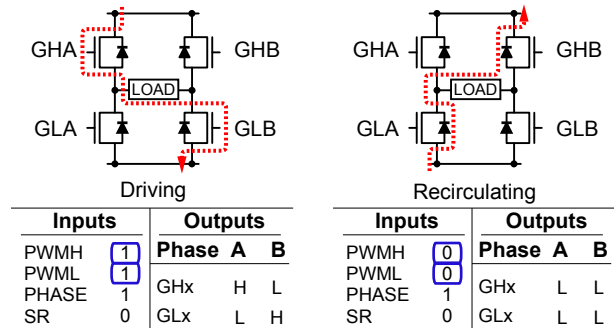 GHA GHB GHA GHB
LOAD LOAD
GLA GLB GLA GLB
Driving Recirculating
Inputs Outputs Inputs Outputs
PWMH 1 Phase A B PWMH 0 Phase A B
PWML 1 PWML 0
PHASE 1 GHx H L PHASE 1 GHx L L
SR 0 GLx L H SR 0 GLx L L